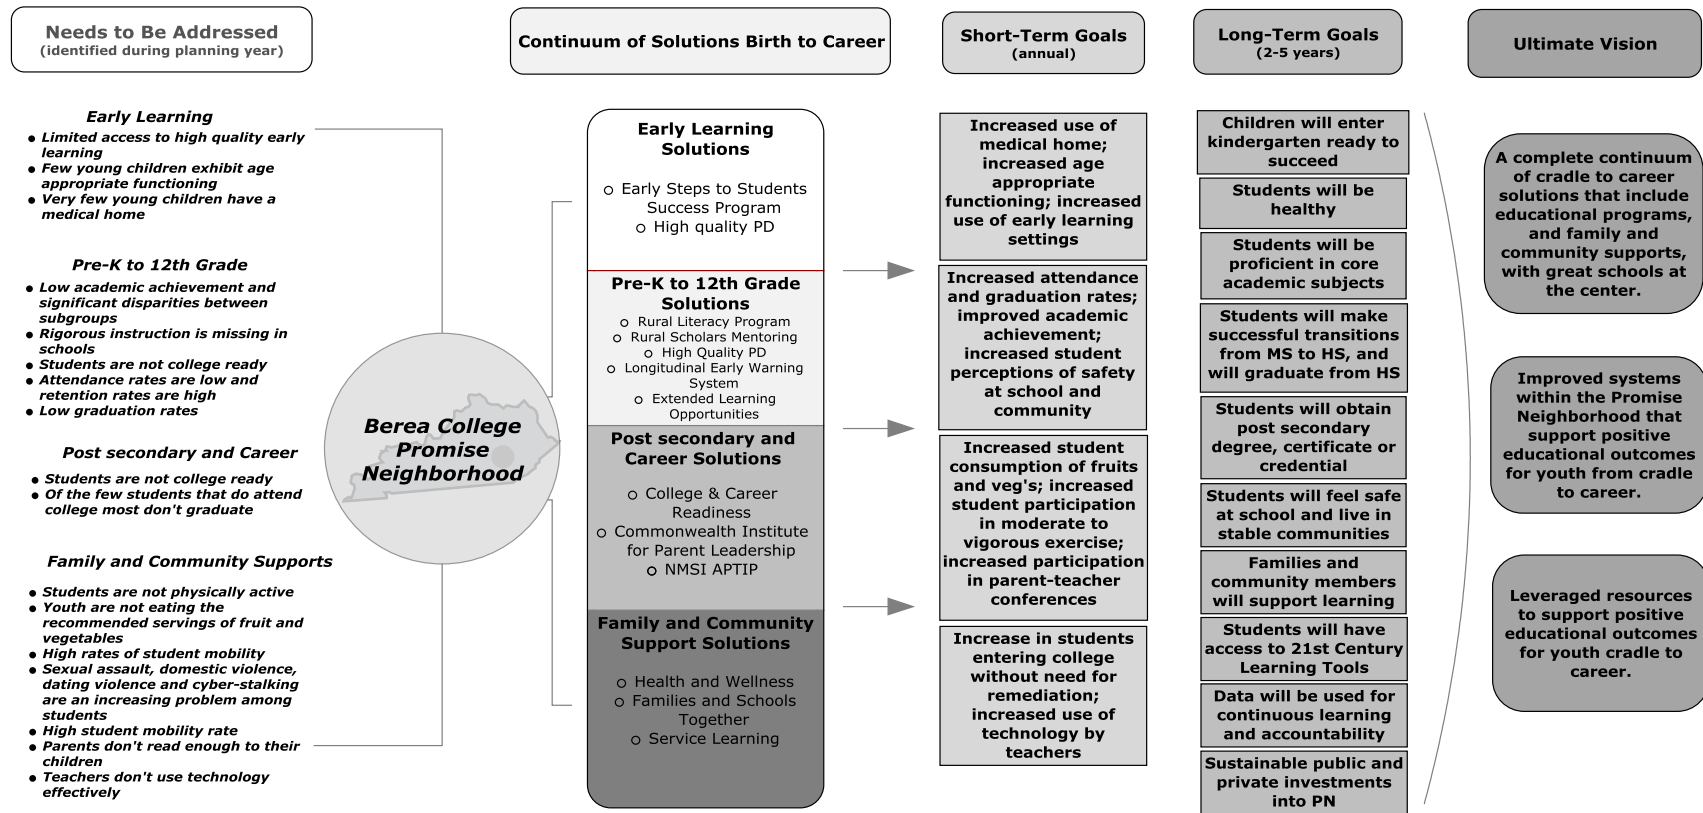 Needs to Be Addressed
(identified during planning year)
Early Learning
● Limited access to high quality early
learning
● Few young children exhibit age
appropriate functioning
● Very few young children have a
medical home
Pre-K to 12th Grade
● Low academic achievement and
significant disparities between
subgroups
● Rigorous instruction is missing in
schools
● Students are not college ready
● Attendance rates are low and
retention rates are high
● Low graduation rates
Post secondary and Career
● Students are not college ready
● Of the few students that do attend
college most don't graduate
Family and Community Supports
● Students are not physically active
● Youth are not eating the
recommended servings of fruit and
vegetables
● High rates of student mobility
● Sexual assault, domestic violence,
dating violence and cyber-stalking
are an increasing problem among
students
● High student mobility rate
● Parents don't read enough to their
children
● Teachers don't use technology
effectively
Berea College
Promise
Neighborhood
Continuum of Solutions Birth to Career
Early Learning
Solutions
○ Early Steps to Students
Success Program
○ High quality PD
Pre-K to 12th Grade
Solutions
○ Rural Literacy Program
○ Rural Scholars Mentoring
○ High Quality PD
○ Longitudinal Early Warning
System
○ Extended Learning
Opportunities
Post secondary and
Career Solutions
○ College & Career
Readiness
○ Commonwealth Institute
for Parent Leadership
○ NMSI APTIP
Family and Community
Support Solutions
○ Health and Wellness
○ Families and Schools
Together
○ Service Learning
Short-Term Goals
(annual)
Increased use of
medical home;
increased age
appropriate
functioning; increased
use of early learning
settings
Increased attendance
and graduation rates;
improved academic
achievement;
increased student
perceptions of safety
at school and
community
Increased student
consumption of fruits
and veg's; increased
student participation
in moderate to
vigorous exercise;
increased participation
in parent-teacher
conferences
Increase in students
entering college
without need for
remediation;
increased use of
technology by
teachers
Long-Term Goals
(2-5 years)
Children will enter
kindergarten ready to
succeed
Students will be
healthy
Students will be
proficient in core
academic subjects
Students will make
successful transitions
from MS to HS, and
will graduate from HS
Students will obtain
post secondary
degree, certificate or
credential
Students will feel safe
at school and live in
stable communities
Families and
community members
will support learning
Students will have
access to 21st Century
Learning Tools
Data will be used for
continuous learning
and accountability
Sustainable public and
private investments
into PN
Ultimate Vision
A complete continuum
of cradle to career
solutions that include
educational programs,
and family and
community supports,
with great schools at
the center.
Improved systems
within the Promise
Neighborhood that
support positive
educational outcomes
for youth from cradle
to career.
Leveraged resources
to support positive
educational outcomes
for youth cradle to
career.